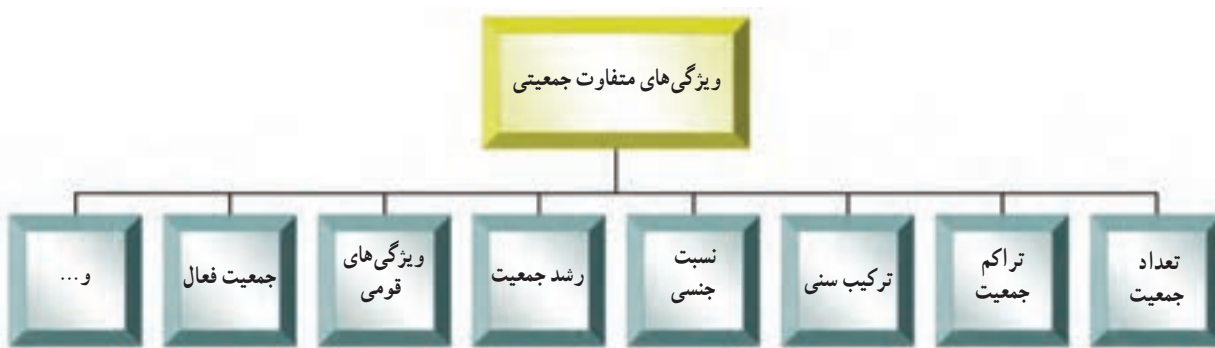 ویژگی‌های متفاوت جمعیتی
تعداد
جمعیت
تراکم
جمعیت
ترکیب سنی
نسبت
جنسی
رشد جمعیت
ویژگی‌های
قومی
جمعیت فعال
و...